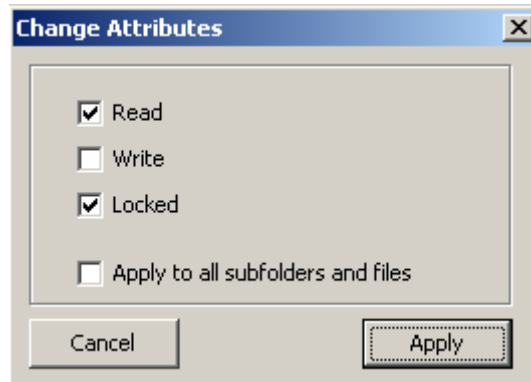 Change Attributes
Read
Write
Locked
Apply to all subfolders and files
Cancel Apply